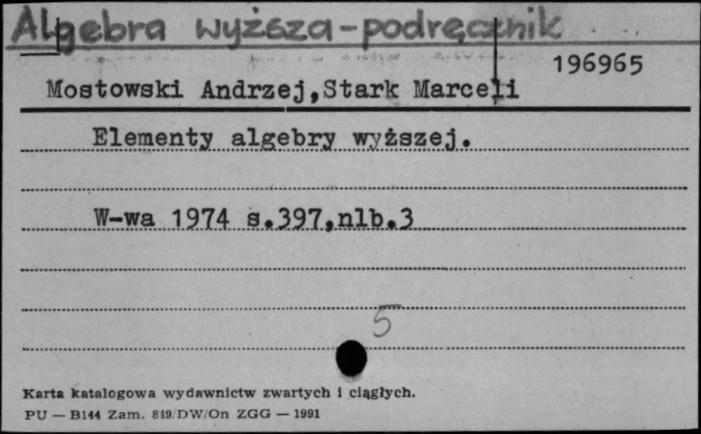 Algebra wyższa - podręcznik
196965
Mostowski Andrzej, Stark Marceli
Elementy algebry wyższej.
W-wa 1974 s.397,nlb.3
5
Karta katalogowa wydawnictw zwartych i ciągłych.
PU — B144 Zam. 819/DW/On ZGG — 1991